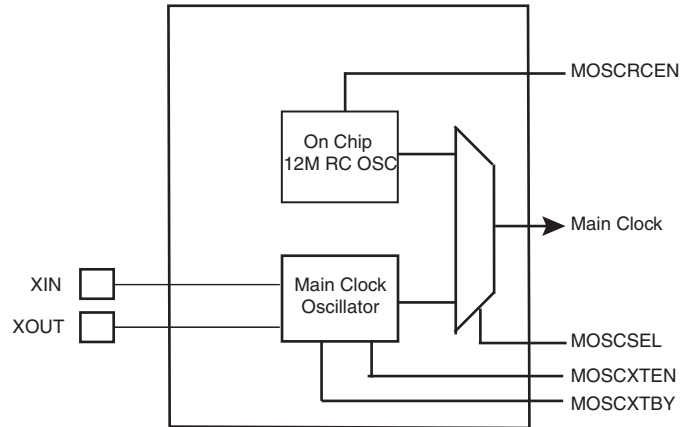 MOSCRCEN
On Chip
12M RC OSC
Main Clock
XIN
Main Clock
Oscillator
XOUT
MOSCSEL
MOSCXTEN
MOSCXTBY